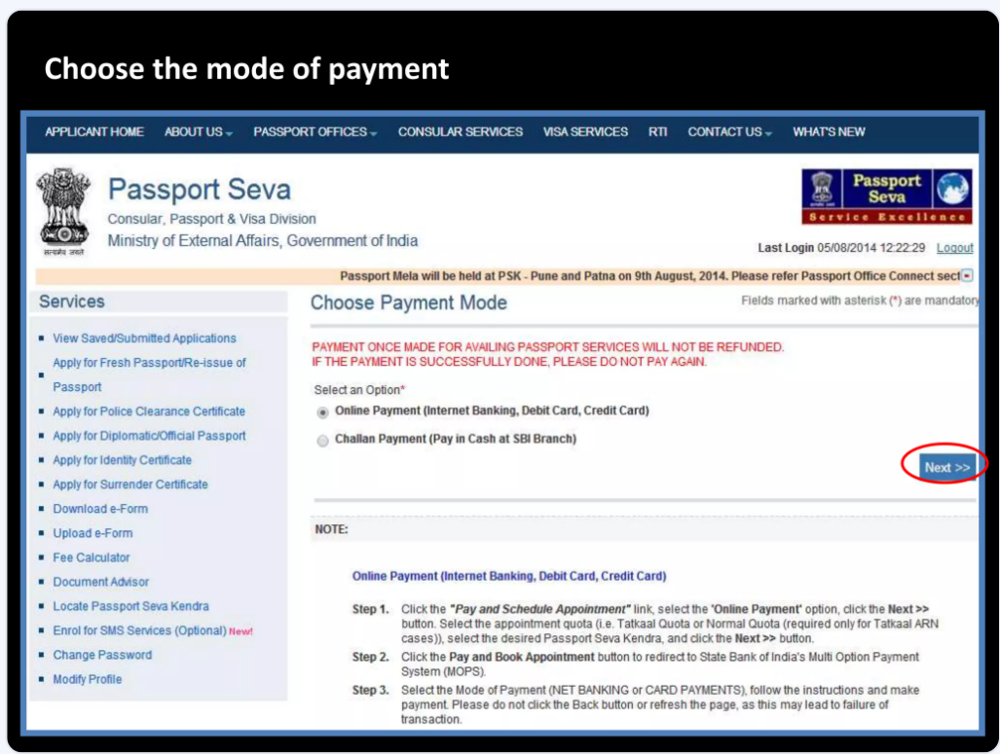 Choose the mode of payment
APPLICANT HOME ABOUT US PASSPORT OFFICES CONSULAR SERVICES VISA SERVICES RTI CONTACT US WHAT'S NEW
Passport Seva
Consular, Passport & Visa Division
Ministry of External Affairs, Government of India
सत्यमेव जयते
Passport
Seva
Service Excellence
Last Login 05/08/2014 12:22:29 Logout
Passport Mela will be held at PSK - Pune and Patna on 9th August, 2014. Please refer Passport Office Connect sect
Services
View Saved/Submitted Applications
Apply for Fresh Passport/Re-issue of
Passport
Apply for Police Clearance Certificate
Apply for Diplomatic/Official Passport
Apply for Identity Certificate
Apply for Surrender Certificate
Download e-Form
Upload e-Form
Fee Calculator
Document Advisor
Locate Passport Seva Kendra
Enrol for SMS Services (Optional) New!
Change Password
Modify Profile
Choose Payment Mode
Fields marked with asterisk (*) are mandatory
PAYMENT ONCE MADE FOR AVAILING PASSPORT SERVICES WILL NOT BE REFUNDED.
IF THE PAYMENT IS SUCCESSFULLY DONE, PLEASE DO NOT PAY AGAIN.
Select an Option*
Online Payment (Internet Banking, Debit Card, Credit Card)
Challan Payment (Pay in Cash at SBI Branch)
Next >>
NOTE:
Online Payment (Internet Banking, Debit Card, Credit Card)
Step 1. Click the "Pay and Schedule Appointment" link, select the 'Online Payment' option, click the Next >>
button. Select the appointment quota (i.e. Tatkaal Quota or Normal Quota (required only for Tatkaal ARN
cases)), select the desired Passport Seva Kendra, and click the Next >> button.
Step 2. Click the Pay and Book Appointment button to redirect to State Bank of India's Multi Option Payment
System (MOPS).
Step 3. Select the Mode of Payment (NET BANKING or CARD PAYMENTS), follow the instructions and make
payment. Please do not click the Back button or refresh the page, as this may lead to failure of
transaction.